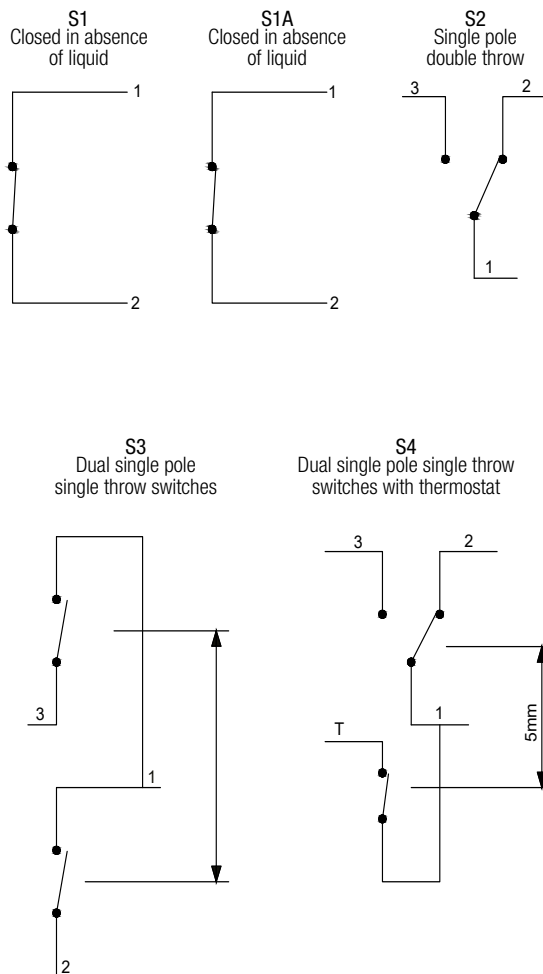 S1
Closed in absence
of liquid
1
2
S1A
Closed in absence
of liquid
1
2
S2
Single pole
double throw
3
2
1
S3
Dual single pole
single throw switches
3
1
2
S4
Dual single pole single throw
switches with thermostat
3
2
1
T
5mm